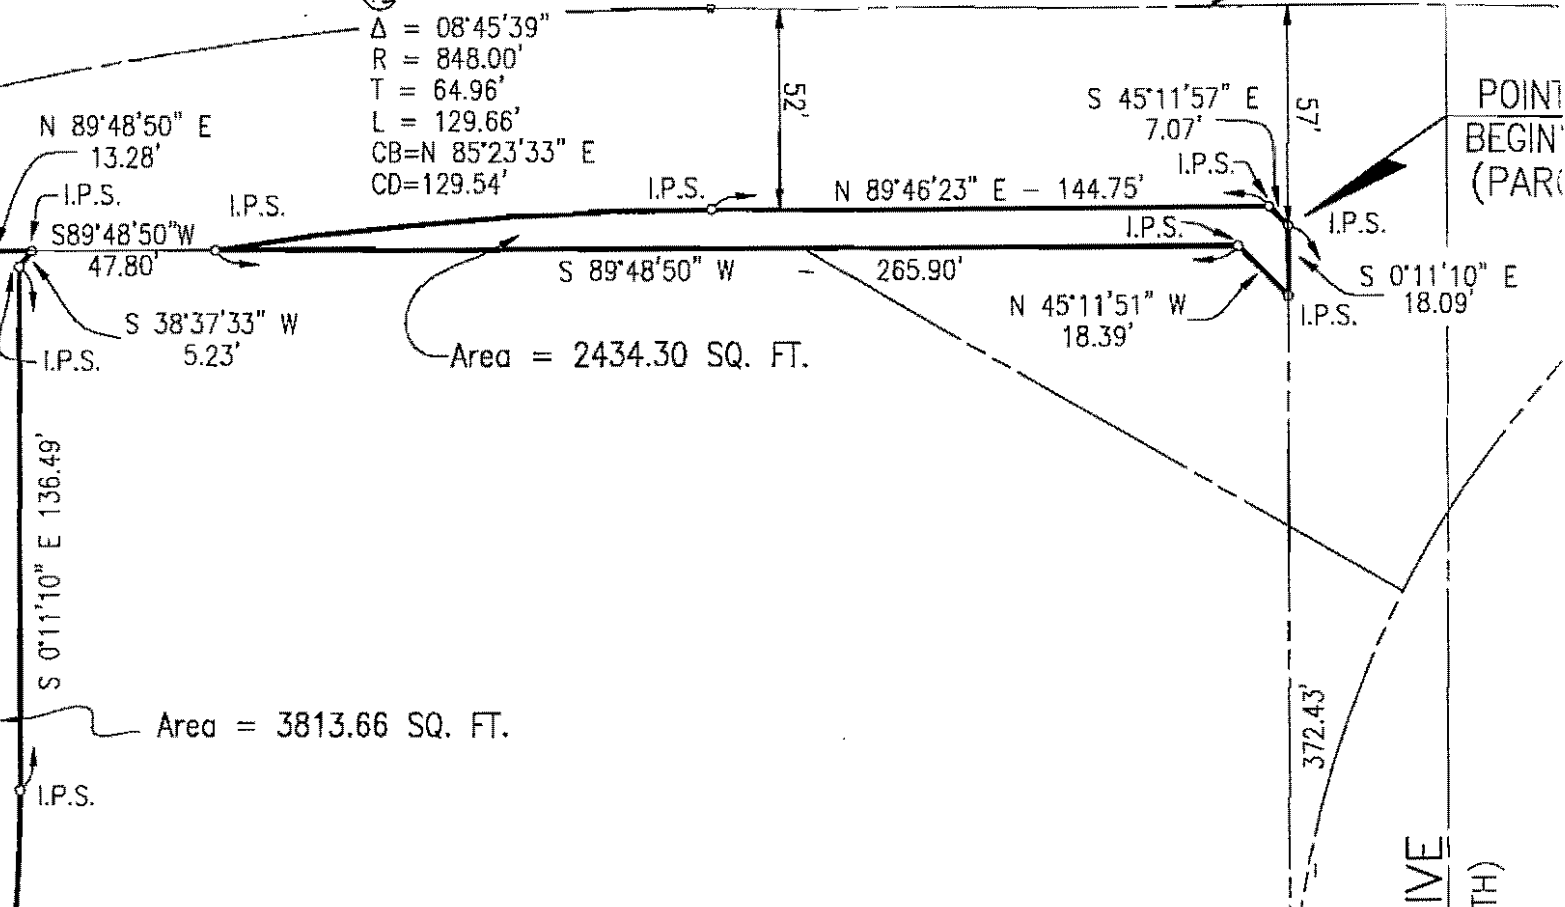 Δ = 08°45'39"
R = 848.00'
T = 64.96'
L = 129.66'
CB=N 85°23'33" E
CD=129.54'
52'
57'
S 45°11'57" E
7.07'
POINT
BEGIN
(PAR
N 89°48'50" E
13.28'
I.P.S.
I.P.S.
I.P.S.
N 89°46'23" E - 144.75'
I.P.S.
I.P.S.
I.P.S.
S89°48'50"W
47.80'
S 89°48'50" W - 265.90'
S 0°11'10" E
18.09'
N 45°11'51" W
18.39'
I.P.S.
S 38°37'33" W
5.23'
I.P.S.
Area = 2434.30 SQ. FT.
S 0°11'10" E 136.49'
372.43'
Area = 3813.66 SQ. FT.
I.P.S.
IVE
TH)